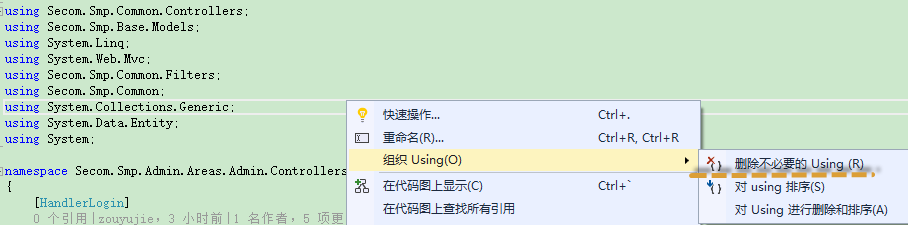 using Secom.Smp.Common.Controllers;
using Secom.Smp.Base.Models;
using System.Linq;
using System.Web.Mvc;
using Secom.Smp.Common.Filters;
using Secom.Smp.Common;
using System.Collections.Generic;
using System.Data.Entity;
using System;
namespace Secom.Smp.Admin.Areas.Admin.Controllers
{
[HandlerLogin]
0 个引用|zouyujie，3 小时前|1 名作者，5 项更
快速操作... Ctrl+.
重命名(R)... Ctrl+R, Ctrl+R
组织 Using(O)
在代码图上显示(C) Ctrl+`
在代码图上查找所有引用
删除不必要的 Using (R)
对 using 排序(S)
对 Using 进行删除和排序(A)